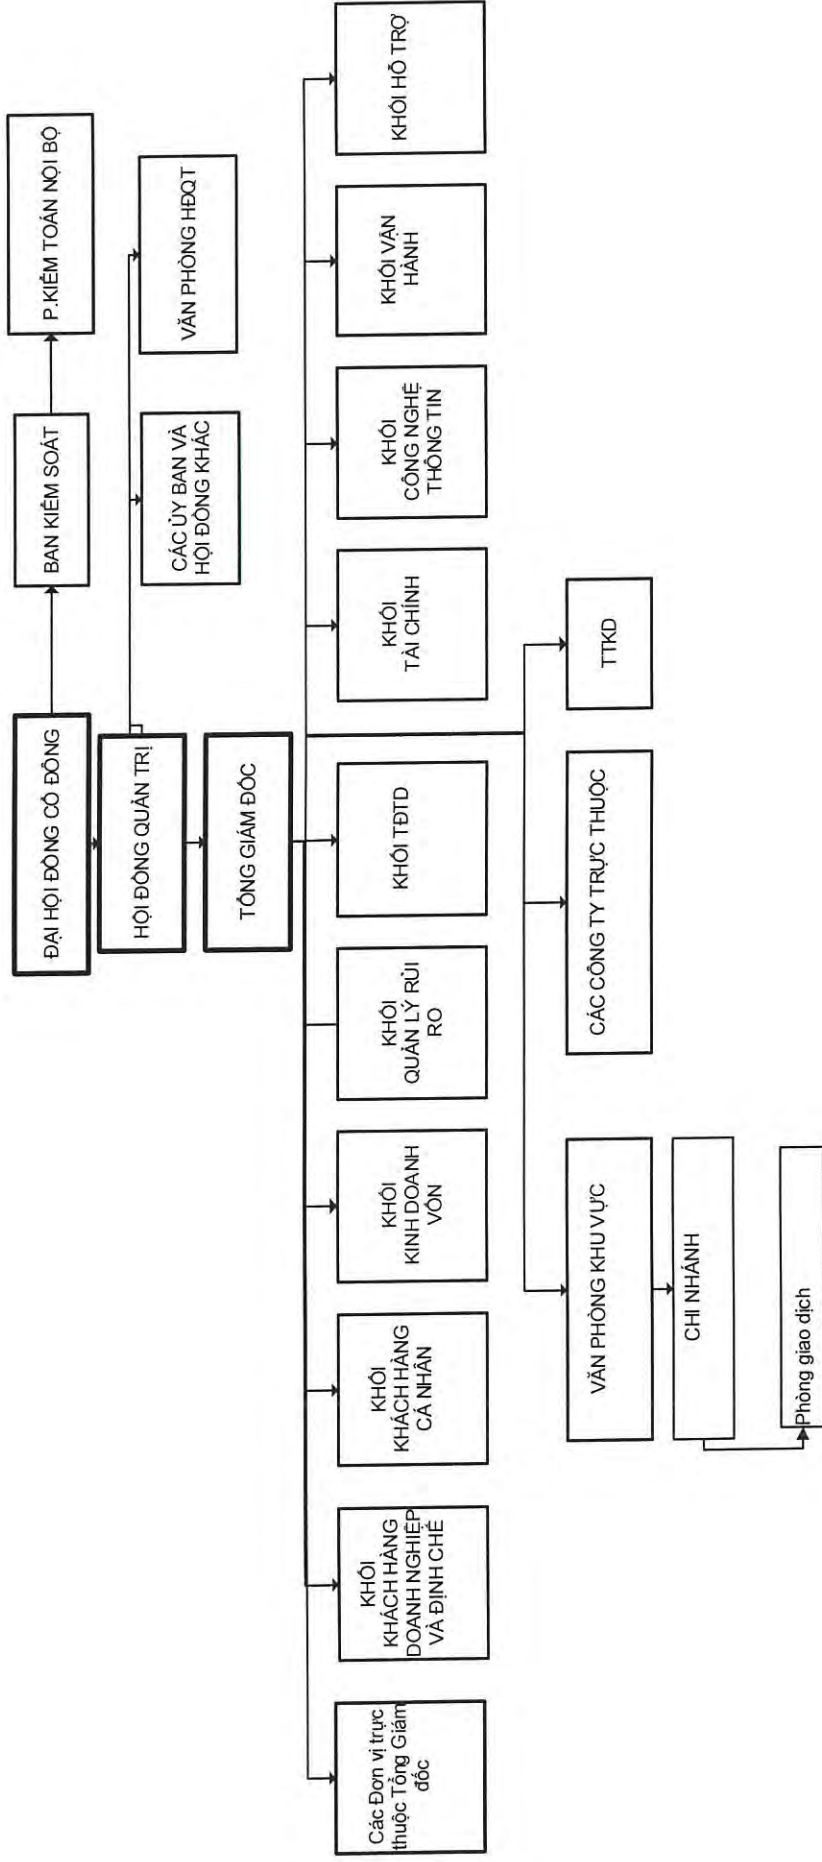 ĐẠI HỘI ĐỒNG CỔ ĐÔNG
BAN KIỂM SOÁT
P.KIỂM TOÁN NỘI BỘ
HỘI ĐỒNG QUẢN TRỊ
CÁC ỦY BAN VÀ
HỘI ĐỒNG KHÁC
VĂN PHÒNG HĐQT
TỔNG GIÁM ĐỐC
Các Đơn vị trực
thuộc Tổng Giám
đốc
KHỐI
KHÁCH HÀNG
DOANH NGHIỆP
VÀ ĐỊNH CHẾ
KHỐI
KHÁCH HÀNG
CÁ NHÂN
KHỐI
KINH DOANH
VỐN
KHỐI
QUẢN LÝ RỦI
RO
KHỐI TĐTD
KHỐI
TÀI CHÍNH
KHỐI
CÔNG NGHỆ
THÔNG TIN
KHỐI VẬN
HÀNH
KHỐI HỖ TRỢ
VĂN PHÒNG KHU VỰC
CÁC CÔNG TY TRỰC THUỘC
TTKD
CHI NHÁNH
Phòng giao dịch